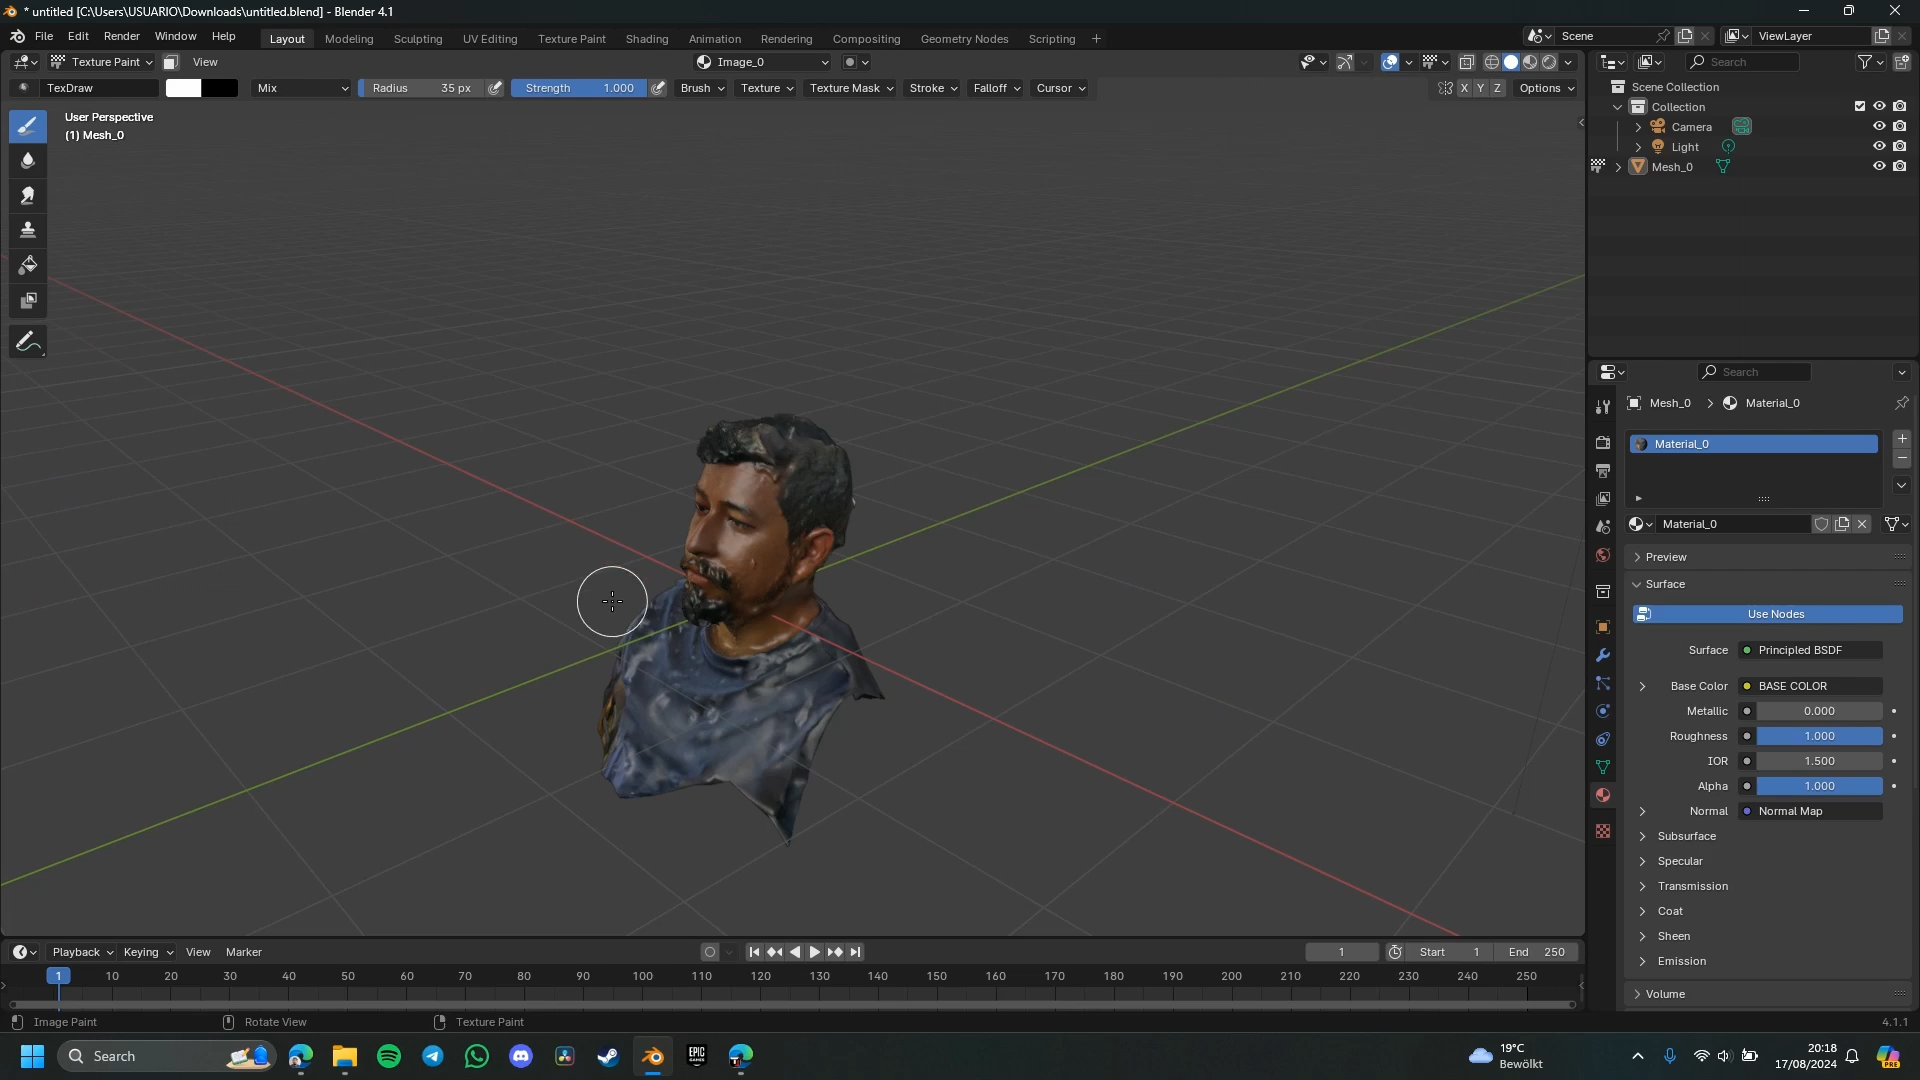 * untitled [C:\Users\USUARIO\Downloads\untitled.blend] - Blender 4.1
File Edit Render Window Help Layout Modeling Sculpting UV Editing Texture Paint Shading Animation Rendering Compositing Geometry Nodes Scripting + Scene ViewLayer
Texture Paint View Image_0 Search
TexDraw Mix Radius 35 px Strength 1.000 Brush Texture Texture Mask Stroke Falloff Cursor X Y Z Options
Scene Collection
Collection
Camera
Light
Mesh_0
User Perspective
(1) Mesh_0
Search
Mesh_0 > Material_0
Material_0
Material_0
Preview
Surface
Use Nodes
Surface Principled BSDF
Base Color BASE COLOR
Metallic 0.000
Roughness 1.000
IOR 1.500
Alpha 1.000
Normal Normal Map
Subsurface
Specular
Transmission
Coat
Sheen
Emission
Volume
Playback Keying View Marker 1 Start 1 End 250
1 10 20 30 40 50 60 70 80 90 100 110 120 130 140 150 160 170 180 190 200 210 220 230 240 250
Image Paint Rotate View Texture Paint 4.1.1
Search EPIC GAMES 19°C Bewölkt 20:18 17/08/2024 PRE